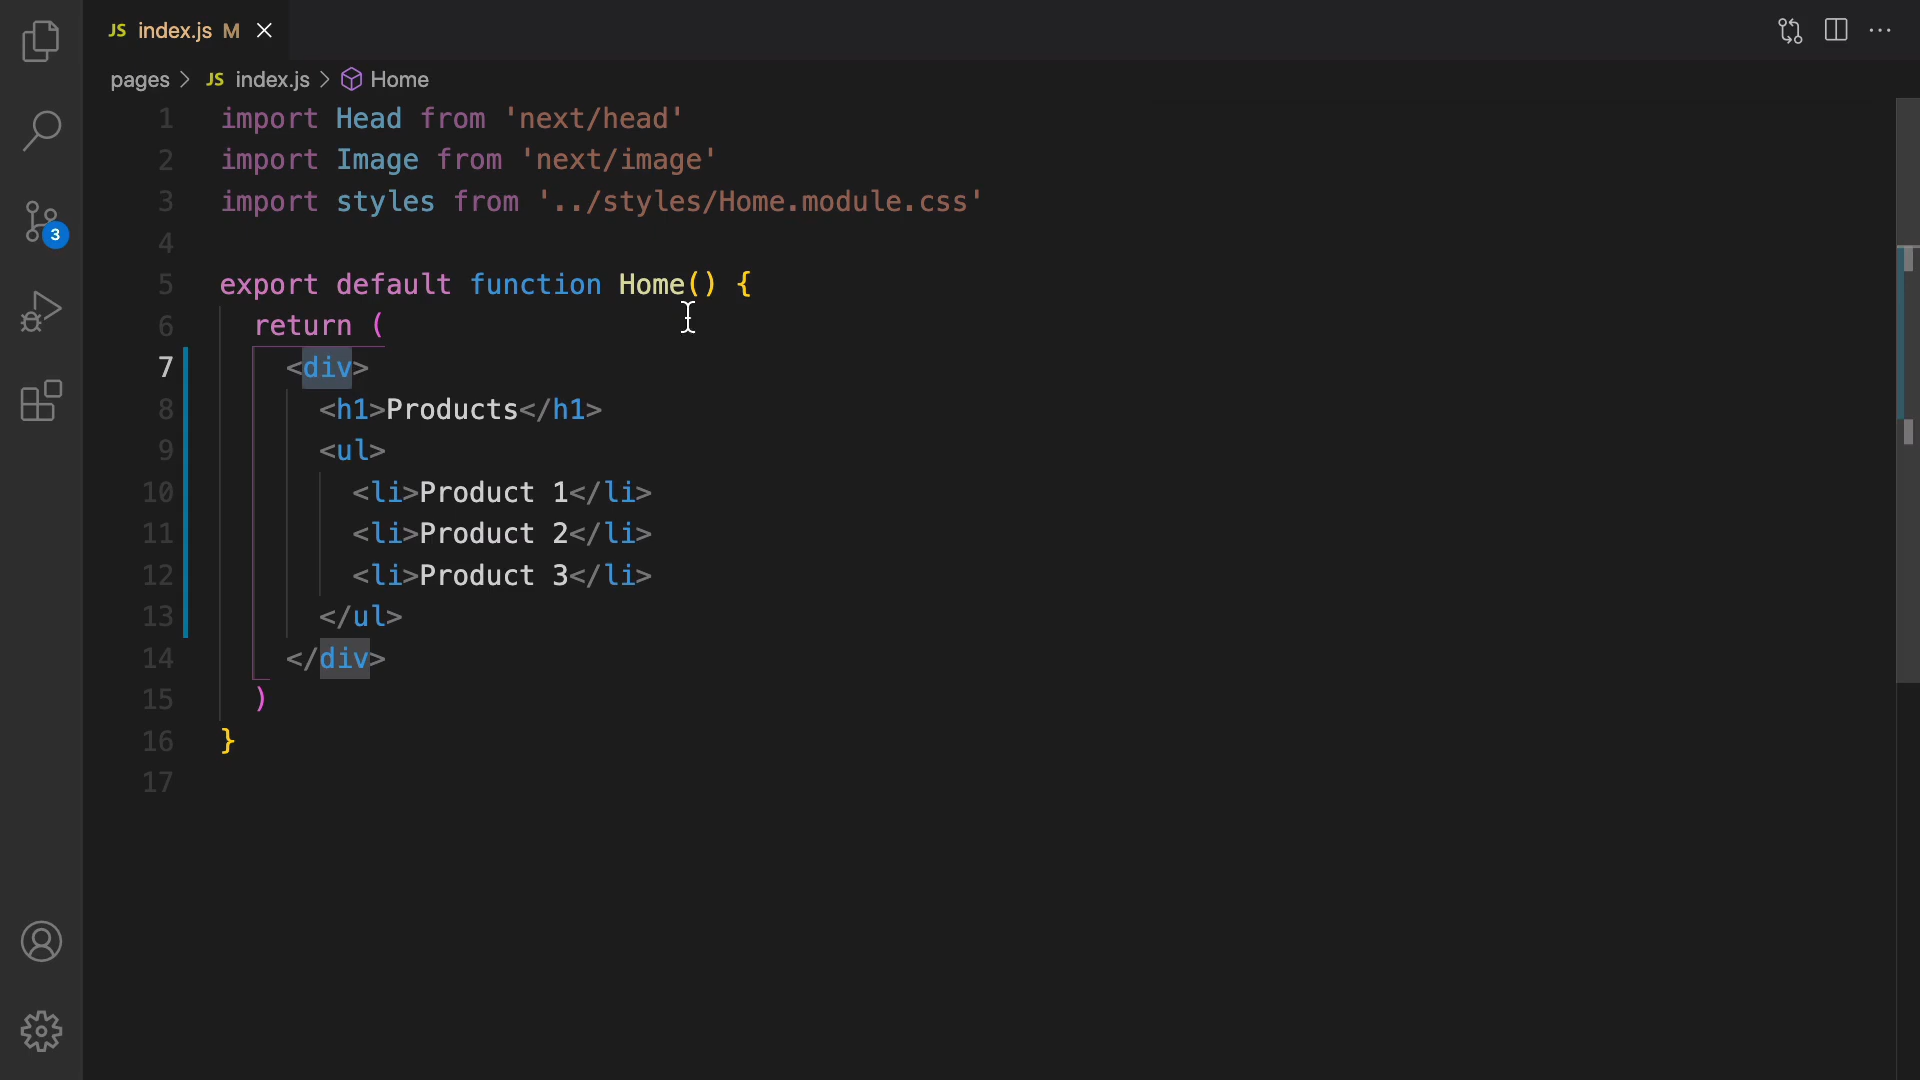 JS index.js M
pages > JS index.js > Home
1 import Head from 'next/head'
2 import Image from 'next/image'
3 import styles from '../styles/Home.module.css'
4
5 export default function Home() {
6   return (
7     <div>
8       <h1>Products</h1>
9       <ul>
10         <li>Product 1</li>
11         <li>Product 2</li>
12         <li>Product 3</li>
13       </ul>
14     </div>
15   )
16 }
17
3